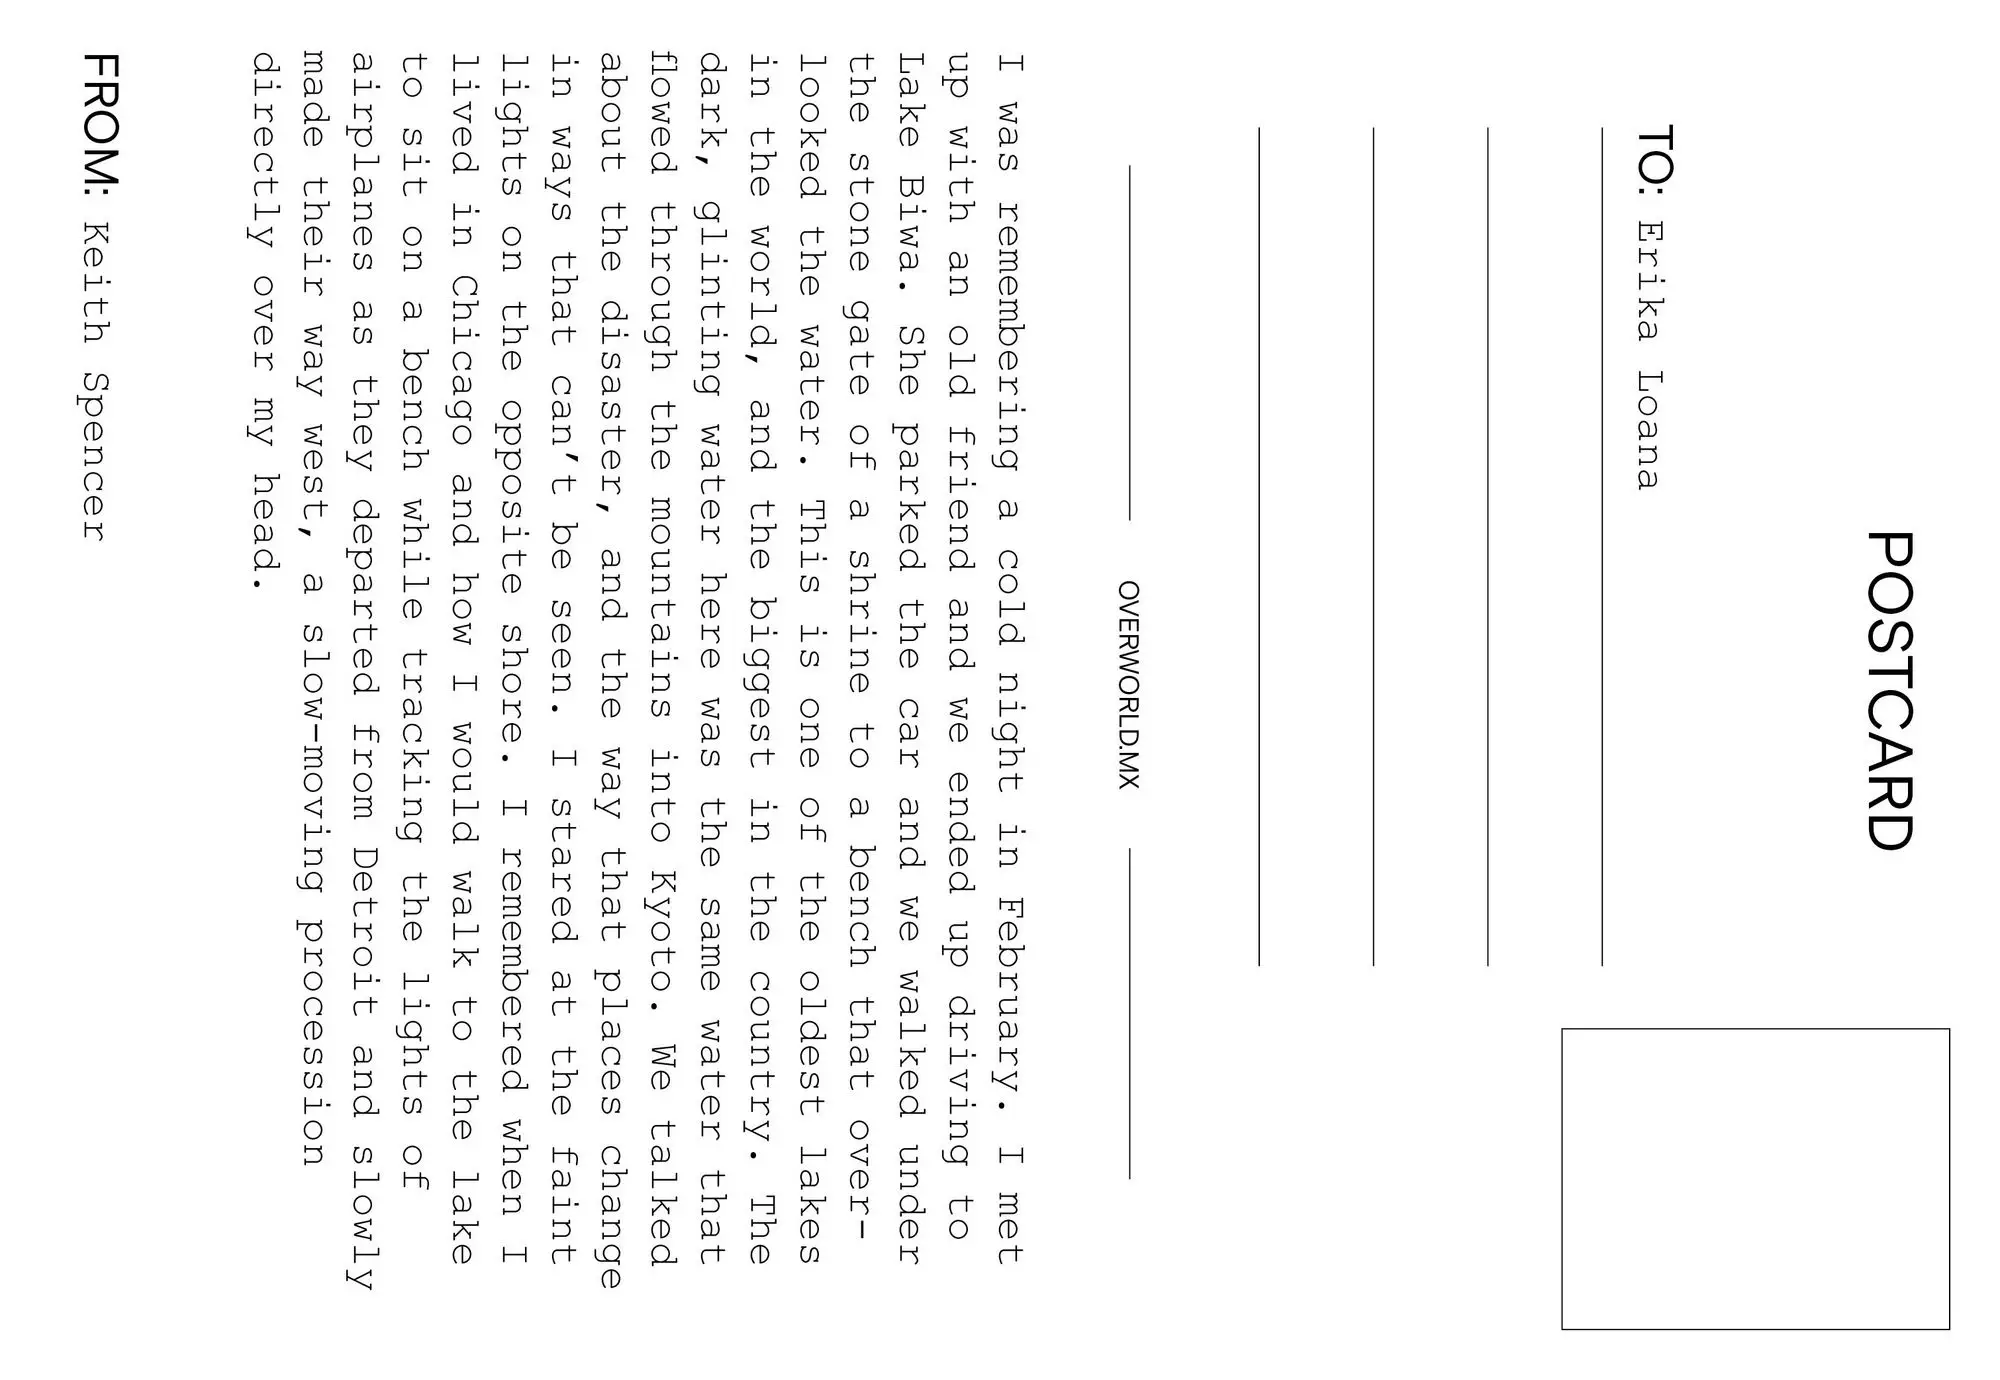 POSTCARD
TO: Erika Loana
OVERWORLD.MX
I was remembering a cold night in February. I met
up with an old friend and we ended up driving to
Lake Biwa. She parked the car and we walked under
the stone gate of a shrine to a bench that over-
looked the water. This is one of the oldest lakes
in the world, and the biggest in the country. The
dark, glinting water here was the same water that
flowed through the mountains into Kyoto. We talked
about the disaster, and the way that places change
in ways that can’t be seen. I stared at the faint
lights on the opposite shore. I remembered when I
lived in Chicago and how I would walk to the lake
to sit on a bench while tracking the lights of
airplanes as they departed from Detroit and slowly
made their way west, a slow-moving procession
directly over my head.
FROM: Keith Spencer